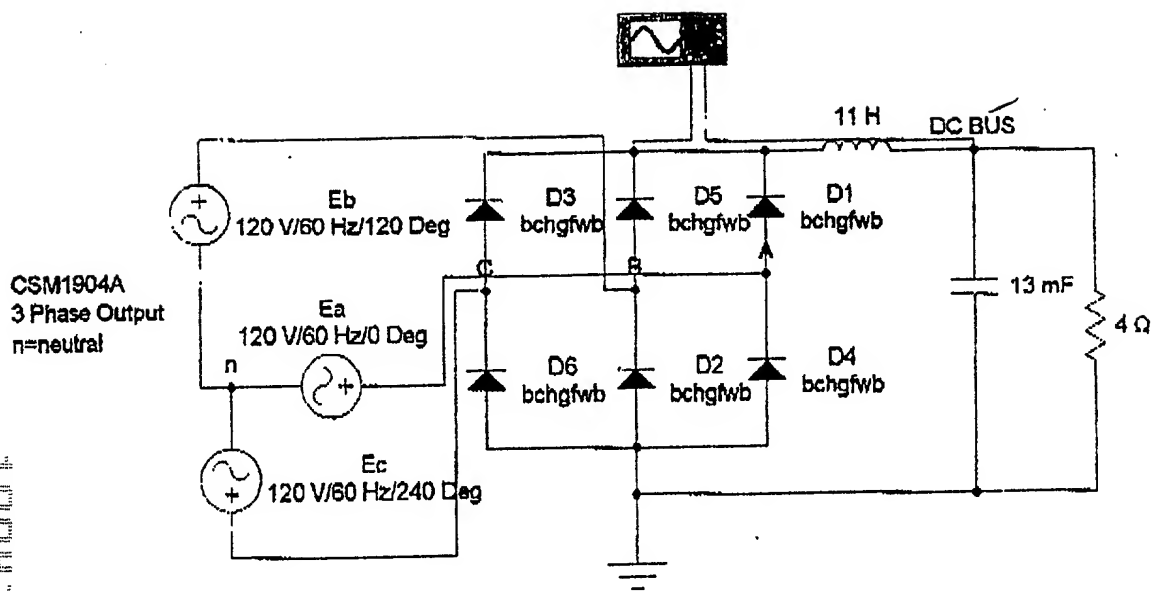 11 H
DC BUS
Eb
120 V/60 Hz/120 Deg
D3
bchgfwb
D5
bchgfwb
D1
bchgfwb
CSM1904A
3 Phase Output
n=neutral
C
B
A
Ea
120 V/60 Hz/0 Deg
13 mF
4 Ω
n
D6
bchgfwb
D2
bchgfwb
D4
bchgfwb
Ec
120 V/60 Hz/240 Deg